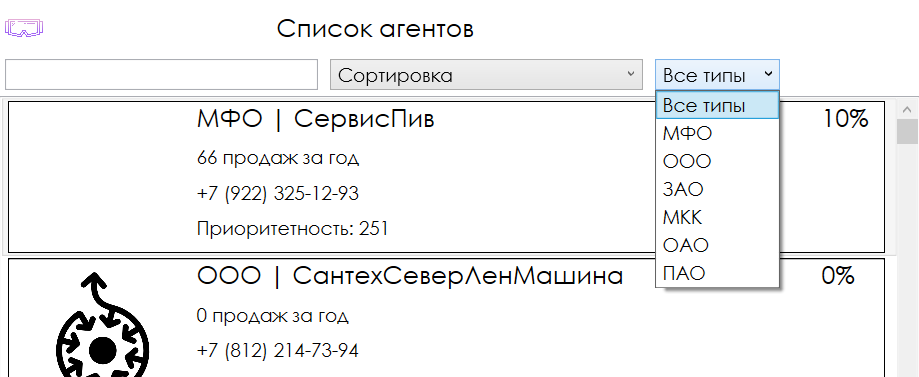 Список агентов
Сортировка
Все типы
Все типы
МФО
ООО
ЗАО
МКК
ОАО
ПАО
МФО | СервисПив
10%
66 продаж за год
+7 (922) 325-12-93
Приоритетность: 251
ООО | СантехСеверЛенМашина
0%
0 продаж за год
+7 (812) 214-73-94